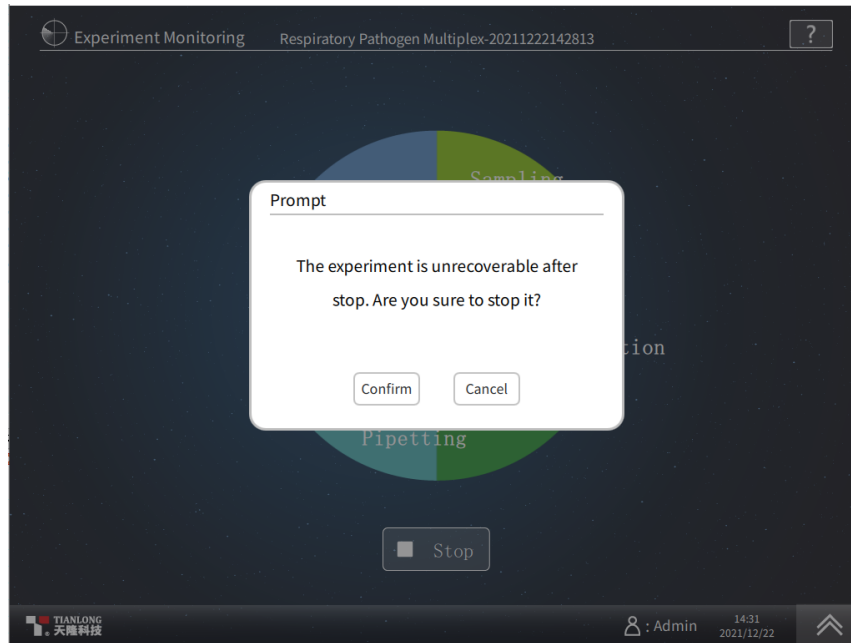 Experiment Monitoring
Respiratory Pathogen Multiplex-20211222142813
?
Sampling
Prompt
The experiment is unrecoverable after
stop. Are you sure to stop it?
tion
Confirm
Cancel
Pipetting
Stop
TIANLONG
天隆科技
: Admin
14:31
2021/12/22